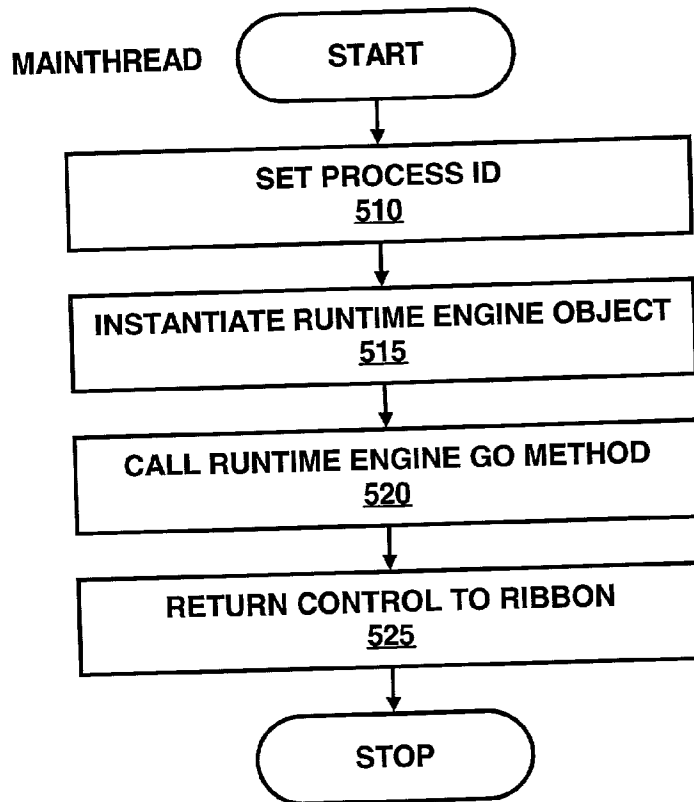 MAINTHREAD
START
SET PROCESS ID
510
INSTANTIATE RUNTIME ENGINE OBJECT
515
CALL RUNTIME ENGINE GO METHOD
520
RETURN CONTROL TO RIBBON
525
STOP